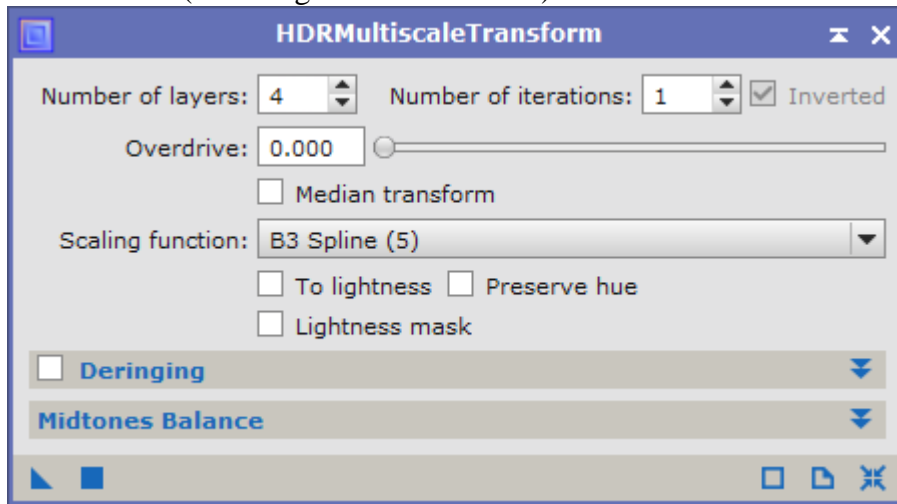 HDRMultiscaleTransform
Number of layers: 4 Number of iterations: 1 Inverted
Overdrive: 0.000
Median transform
Scaling function: B3 Spline (5)
To lightness Preserve hue
Lightness mask
Deringing
Midtones Balance